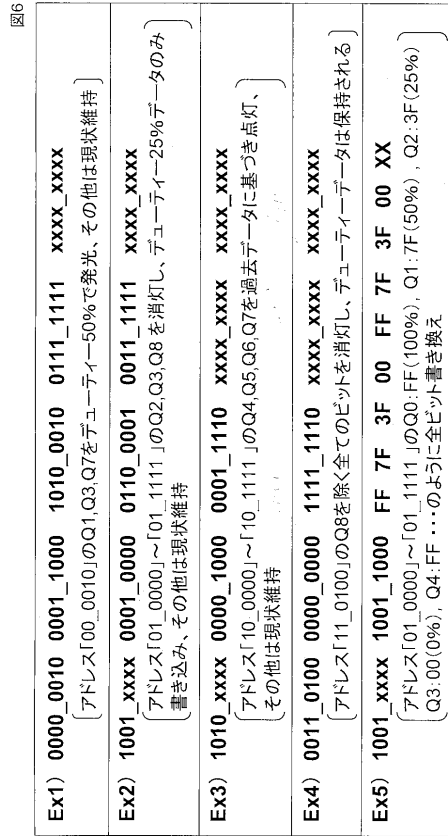 図6
Ex1) 0000_0010 0001_1000 1010_0010 0111_1111 xxxx_xxxx
アドレス「00_0010」のQ1,Q3,Q7をデューティー50%で発光、その他は現状維持
Ex2) 1001_xxxx 0001_0000 0110_0001 0011_1111 xxxx_xxxx
アドレス「01_0000」~「01_1111」のQ2,Q3,Q8を消灯し、デューティー25%データのみ
書き込み、その他は現状維持
Ex3) 1010_xxxx 0000_1110 0001_1110 xxxx_xxxx xxxx_xxxx
アドレス「10_0000」~「10_1111」のQ4,Q5,Q6,Q7を過去データに基づき点灯、
その他は現状維持
Ex4) 0011_0100 0000_0000 1111_1110 xxxx_xxxx xxxx_xxxx
アドレス「11_0100」のQ8を除く全てのビットを消灯し、デューティーデータは保持される
Ex5) 1001_xxxx 1001_1000 FF 7F 3F 00 FF 7F 3F 00 XX
アドレス「01_0000」~「01_1111」のQ0:FF(100%), Q1:7F(50%), Q2:3F(25%)
Q3:00(0%), Q4:FF・・・のように全ビット書き換え